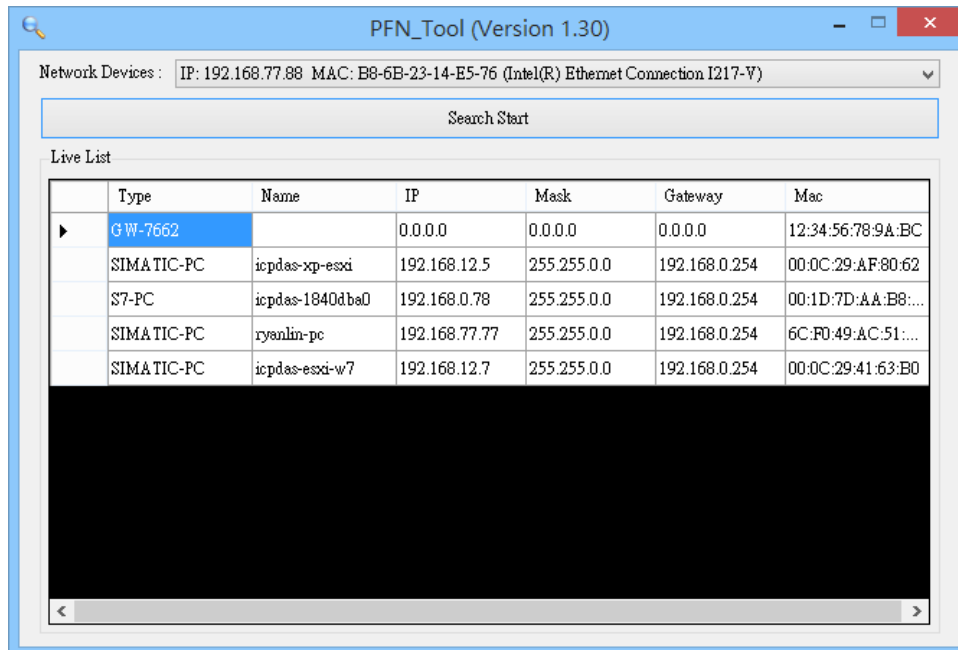 PFN_Tool (Version 1.30)
Network Devices : IP: 192.168.77.88 MAC: B8-6B-23-14-E5-76 (Intel(R) Ethernet Connection I217-V)
Search Start
Live List
Type Name IP Mask Gateway Mac
GW-7662 0.0.0.0 0.0.0.0 0.0.0.0 12:34:56:78:9A:BC
SIMATIC-PC icpdas-xp-esxi 192.168.12.5 255.255.0.0 192.168.0.254 00:0C:29:AF:80:62
S7-PC icpdas-1840dba0 192.168.0.78 255.255.0.0 192.168.0.254 00:1D:7D:AA:B8:...
SIMATIC-PC ryanlin-pc 192.168.77.77 255.255.0.0 192.168.0.254 6C:F0:49:AC:51:...
SIMATIC-PC icpdas-esxi-w7 192.168.12.7 255.255.0.0 192.168.0.254 00:0C:29:41:63:B0